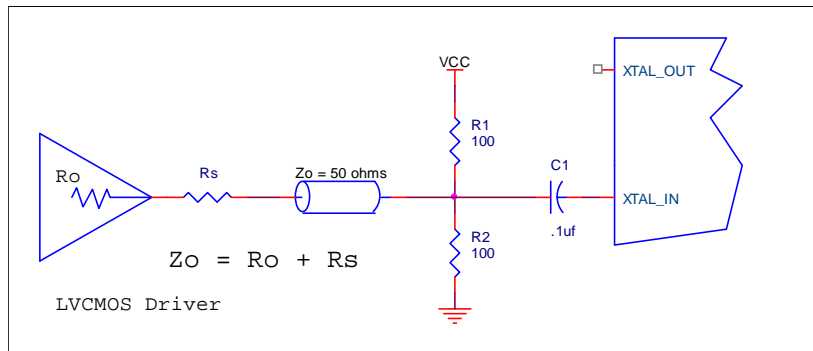 VCC
XTAL_OUT
R1
100
Ro
Rs
Zo = 50 ohms
C1
XTAL_IN
.1uf
R2
100
Zo = Ro + Rs
LVCMOS Driver